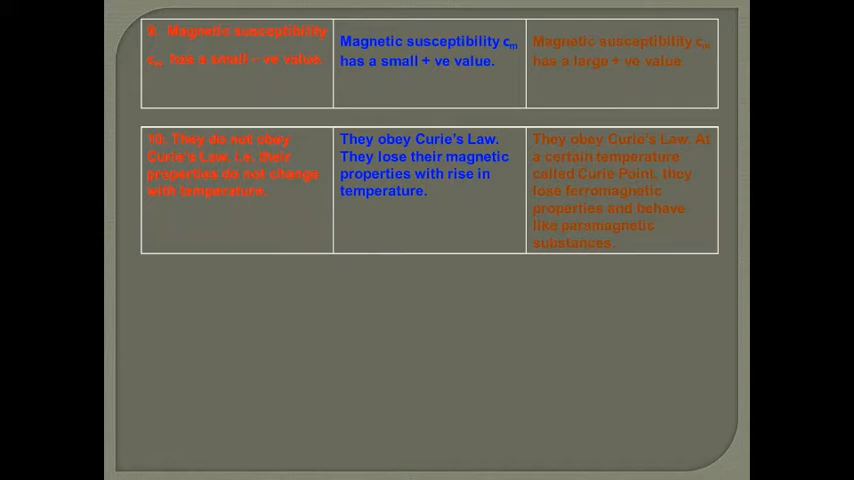 9. Magnetic susceptibility
cm has a small – ve value.
Magnetic susceptibility cm
has a small + ve value.
Magnetic susceptibility cm
has a large + ve value
10. They do not obey
Curie's Law, i.e. their
properties do not change
with temperature.
They obey Curie's Law.
They lose their magnetic
properties with rise in
temperature.
They obey Curie's Law. At
a certain temperature
called Curie Point, they
lose ferromagnetic
properties and behave
like paramagnetic
substances.